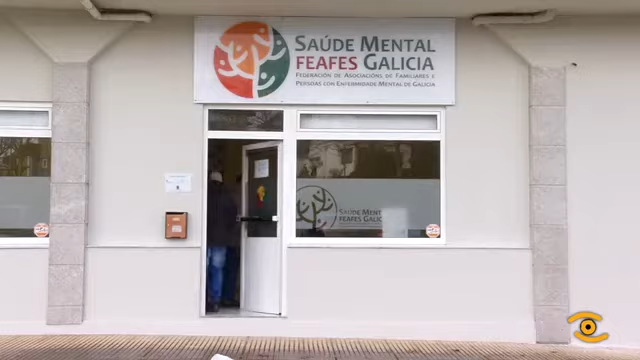 SAÚDE MENTAL
FEAFES GALICIA
FEDERACIÓN DE ASOCIACIÓNS DE FAMILIARES E
PERSOAS CON ENFERMIDADE MENTAL DE GALICIA
SAÚDE MENTAL
FEAFES GALICIA